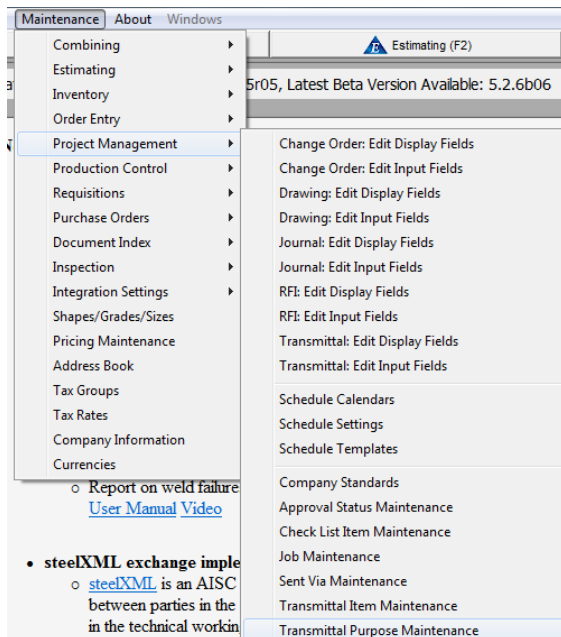 Maintenance About Windows
Combining
Estimating
Inventory
Order Entry
Project Management
Production Control
Requisitions
Purchase Orders
Document Index
Inspection
Integration Settings
Shapes/Grades/Sizes
Pricing Maintenance
Address Book
Tax Groups
Tax Rates
Company Information
Currencies
Estimating (F2)
5r05, Latest Beta Version Available: 5.2.6b06
Change Order: Edit Display Fields
Change Order: Edit Input Fields
Drawing: Edit Display Fields
Drawing: Edit Input Fields
Journal: Edit Display Fields
Journal: Edit Input Fields
RFI: Edit Display Fields
RFI: Edit Input Fields
Transmittal: Edit Display Fields
Transmittal: Edit Input Fields
Schedule Calendars
Schedule Settings
Schedule Templates
Company Standards
Approval Status Maintenance
Check List Item Maintenance
Job Maintenance
Sent Via Maintenance
Transmittal Item Maintenance
Transmittal Purpose Maintenance
o Report on weld failure
User Manual Video
• steelXML exchange imple
o steelXML is an AISC
between parties in the
in the technical workin